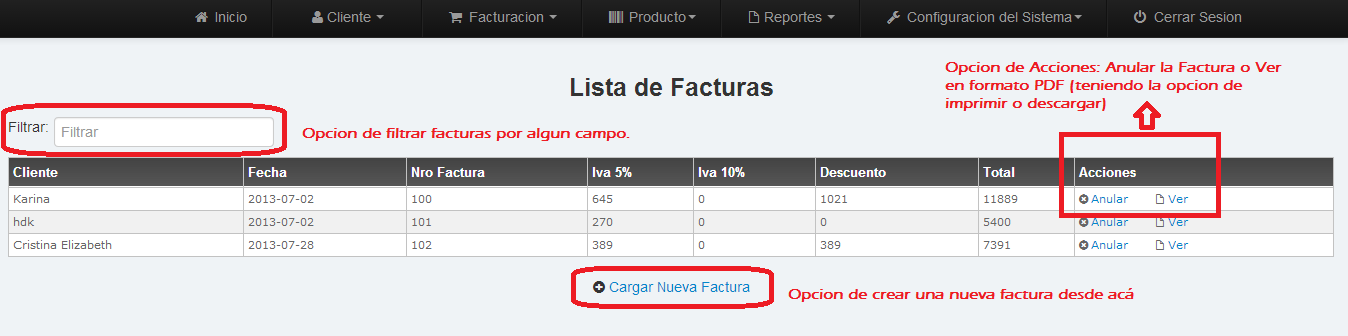 Inicio Cliente Facturacion Producto Reportes Configuracion del Sistema Cerrar Sesion
Opcion de Acciones: Anular la Factura o Ver
en formato PDF (teniendo la opcion de
imprimir o descargar)
Lista de Facturas
Filtrar: Filtrar
Opcion de filtrar facturas por algun campo.
Cliente Fecha Nro Factura Iva 5% Iva 10% Descuento Total Acciones
Karina 2013-07-02 100 645 0 1021 11889 Anular Ver
hdk 2013-07-02 101 270 0 0 5400 Anular Ver
Cristina Elizabeth 2013-07-28 102 389 0 389 7391 Anular Ver
Cargar Nueva Factura
Opcion de crear una nueva factura desde acá